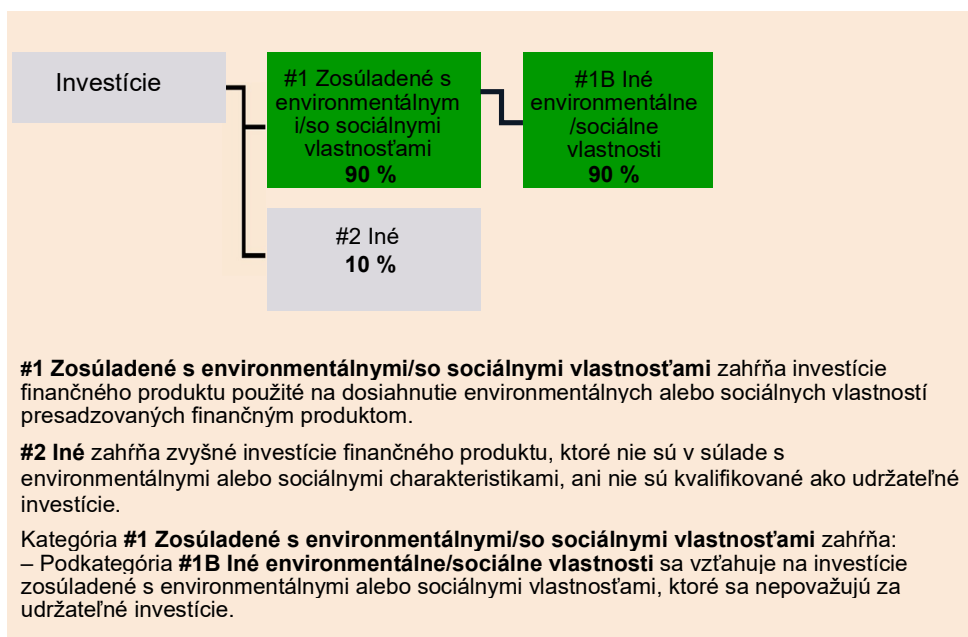 Investície
#1 Zosúladené s
environmentálnym
i/so sociálnymi
vlastnosťami
90 %
#1B Iné
environmentálne
/sociálne
vlastnosti
90 %
#2 Iné
10 %
#1 Zosúladené s environmentálnymi/so sociálnymi vlastnosťami zahŕňa investície
finančného produktu použité na dosiahnutie environmentálnych alebo sociálnych vlastností
presadzovaných finančným produktom.
#2 Iné zahŕňa zvyšné investície finančného produktu, ktoré nie sú v súlade s
environmentálnymi alebo sociálnymi charakteristikami, ani nie sú kvalifikované ako udržateľné
investície.
Kategória #1 Zosúladené s environmentálnymi/so sociálnymi vlastnosťami zahŕňa:
– Podkategória #1B Iné environmentálne/sociálne vlastnosti sa vzťahuje na investície
zosúladené s environmentálnymi alebo sociálnymi vlastnosťami, ktoré sa nepovažujú za
udržateľné investície.